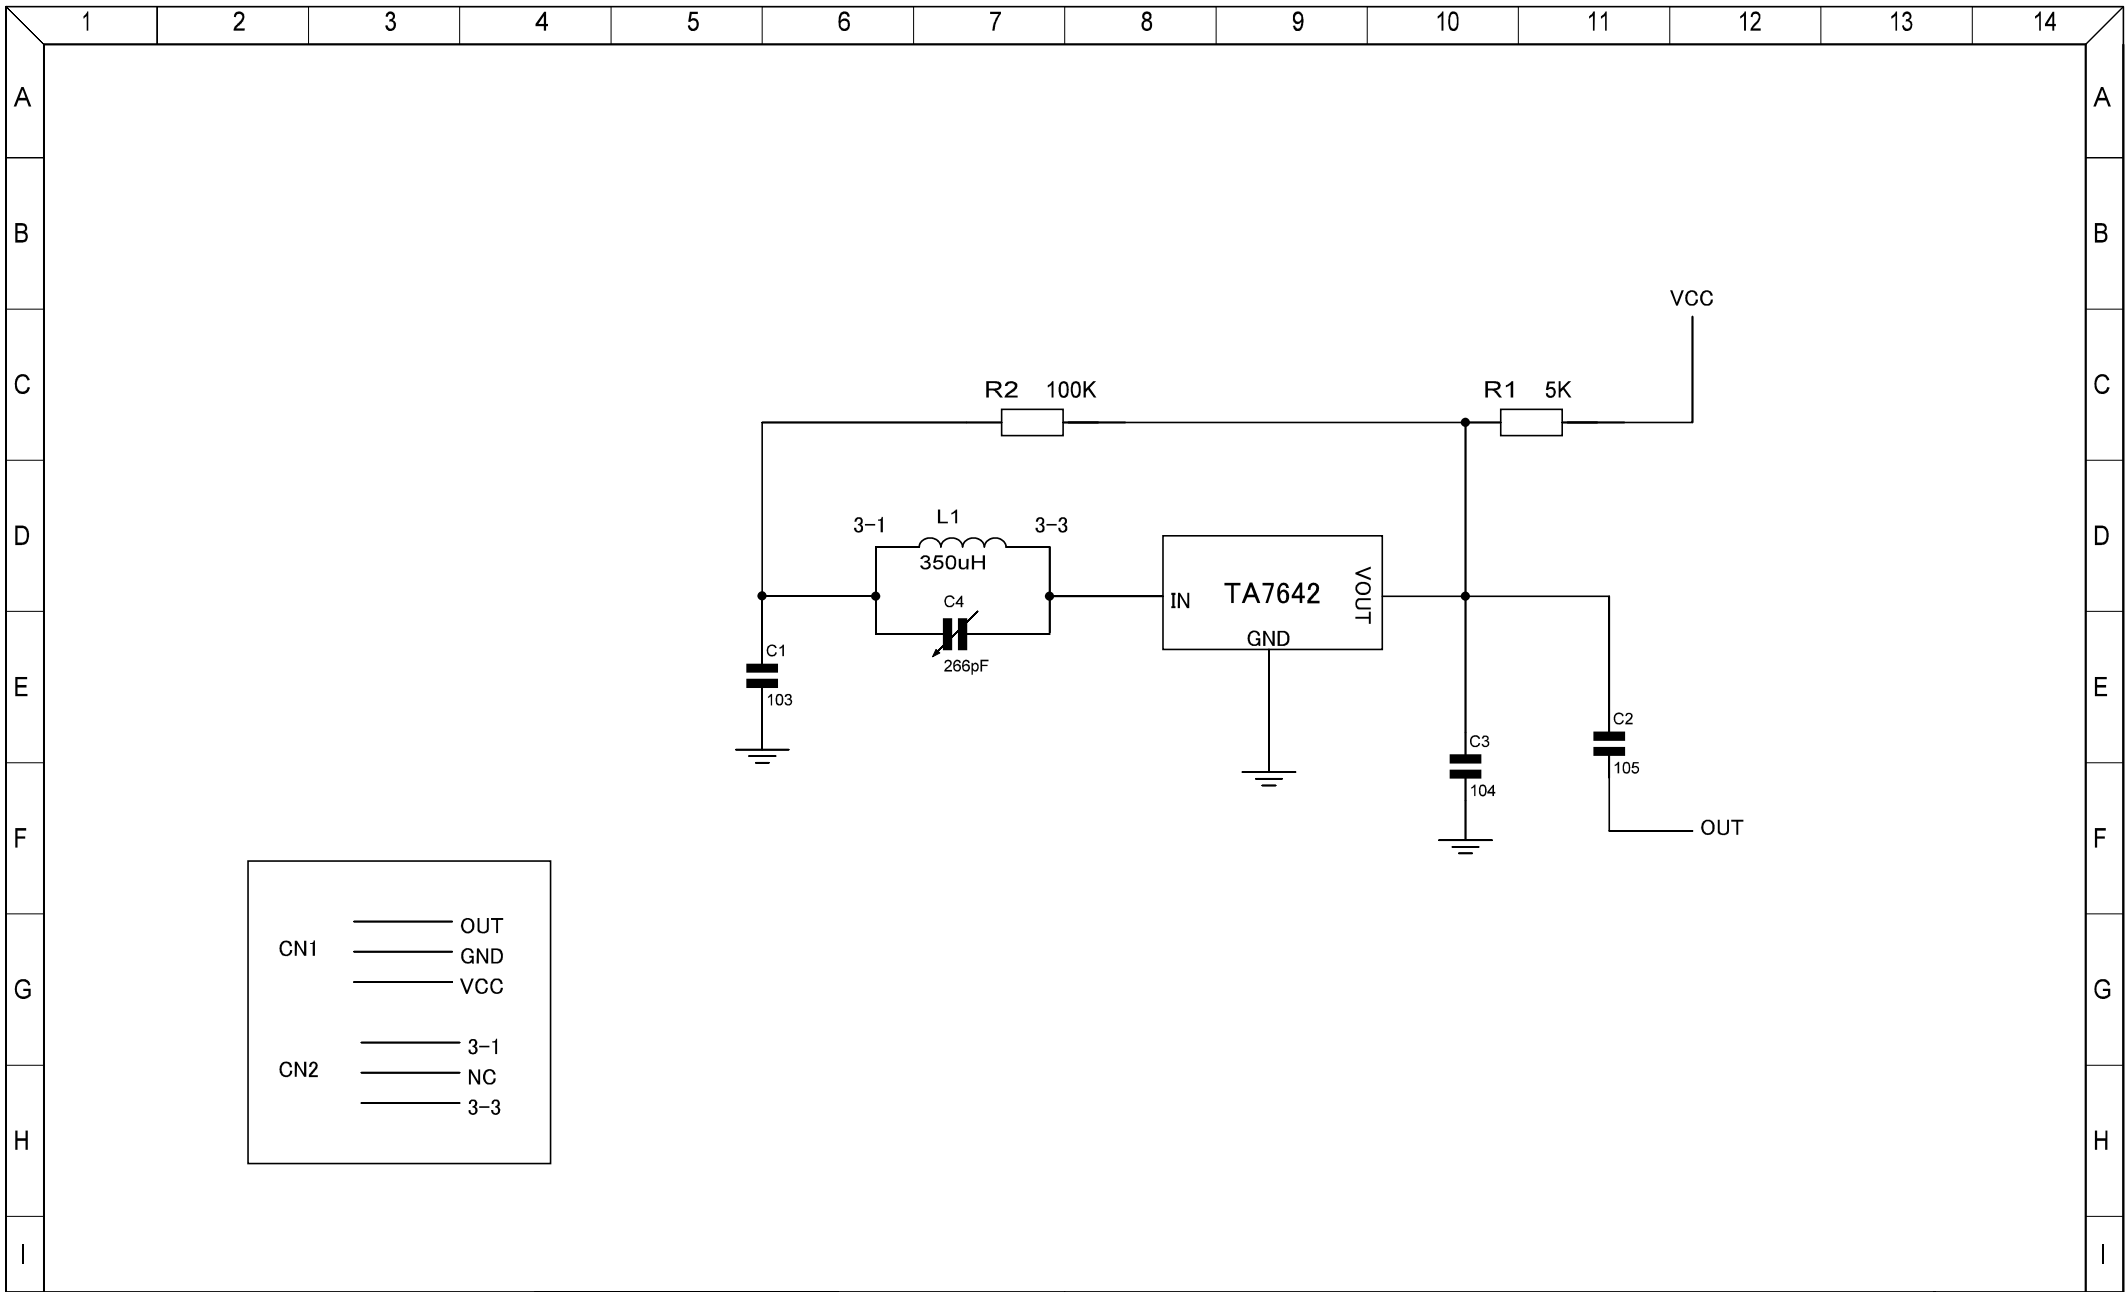 1 2 3 4 5 6 7 8 9 10 11 12 13 14
A A
B B
VCC
C C
R2 100K R1 5K
3-1 L1 3-3
D D
350uH
IN TA7642 VOUT
C4
GND
C1
266pF
E E
103
C2
C3
105
104
F OUT F
OUT
CN1 GND
VCC
G G
3-1
CN2 NC
3-3
H H
I I